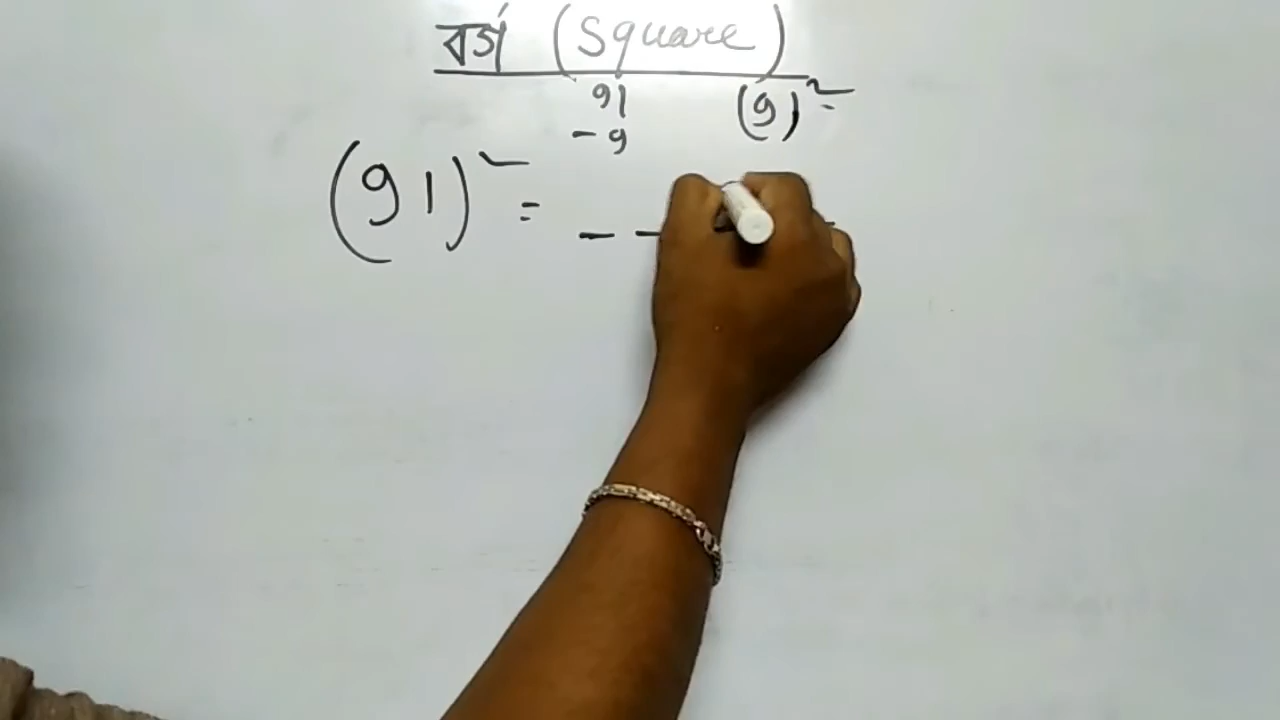 বর্গ (Square)
91 (9)² =
- 9
(91)² = _ _